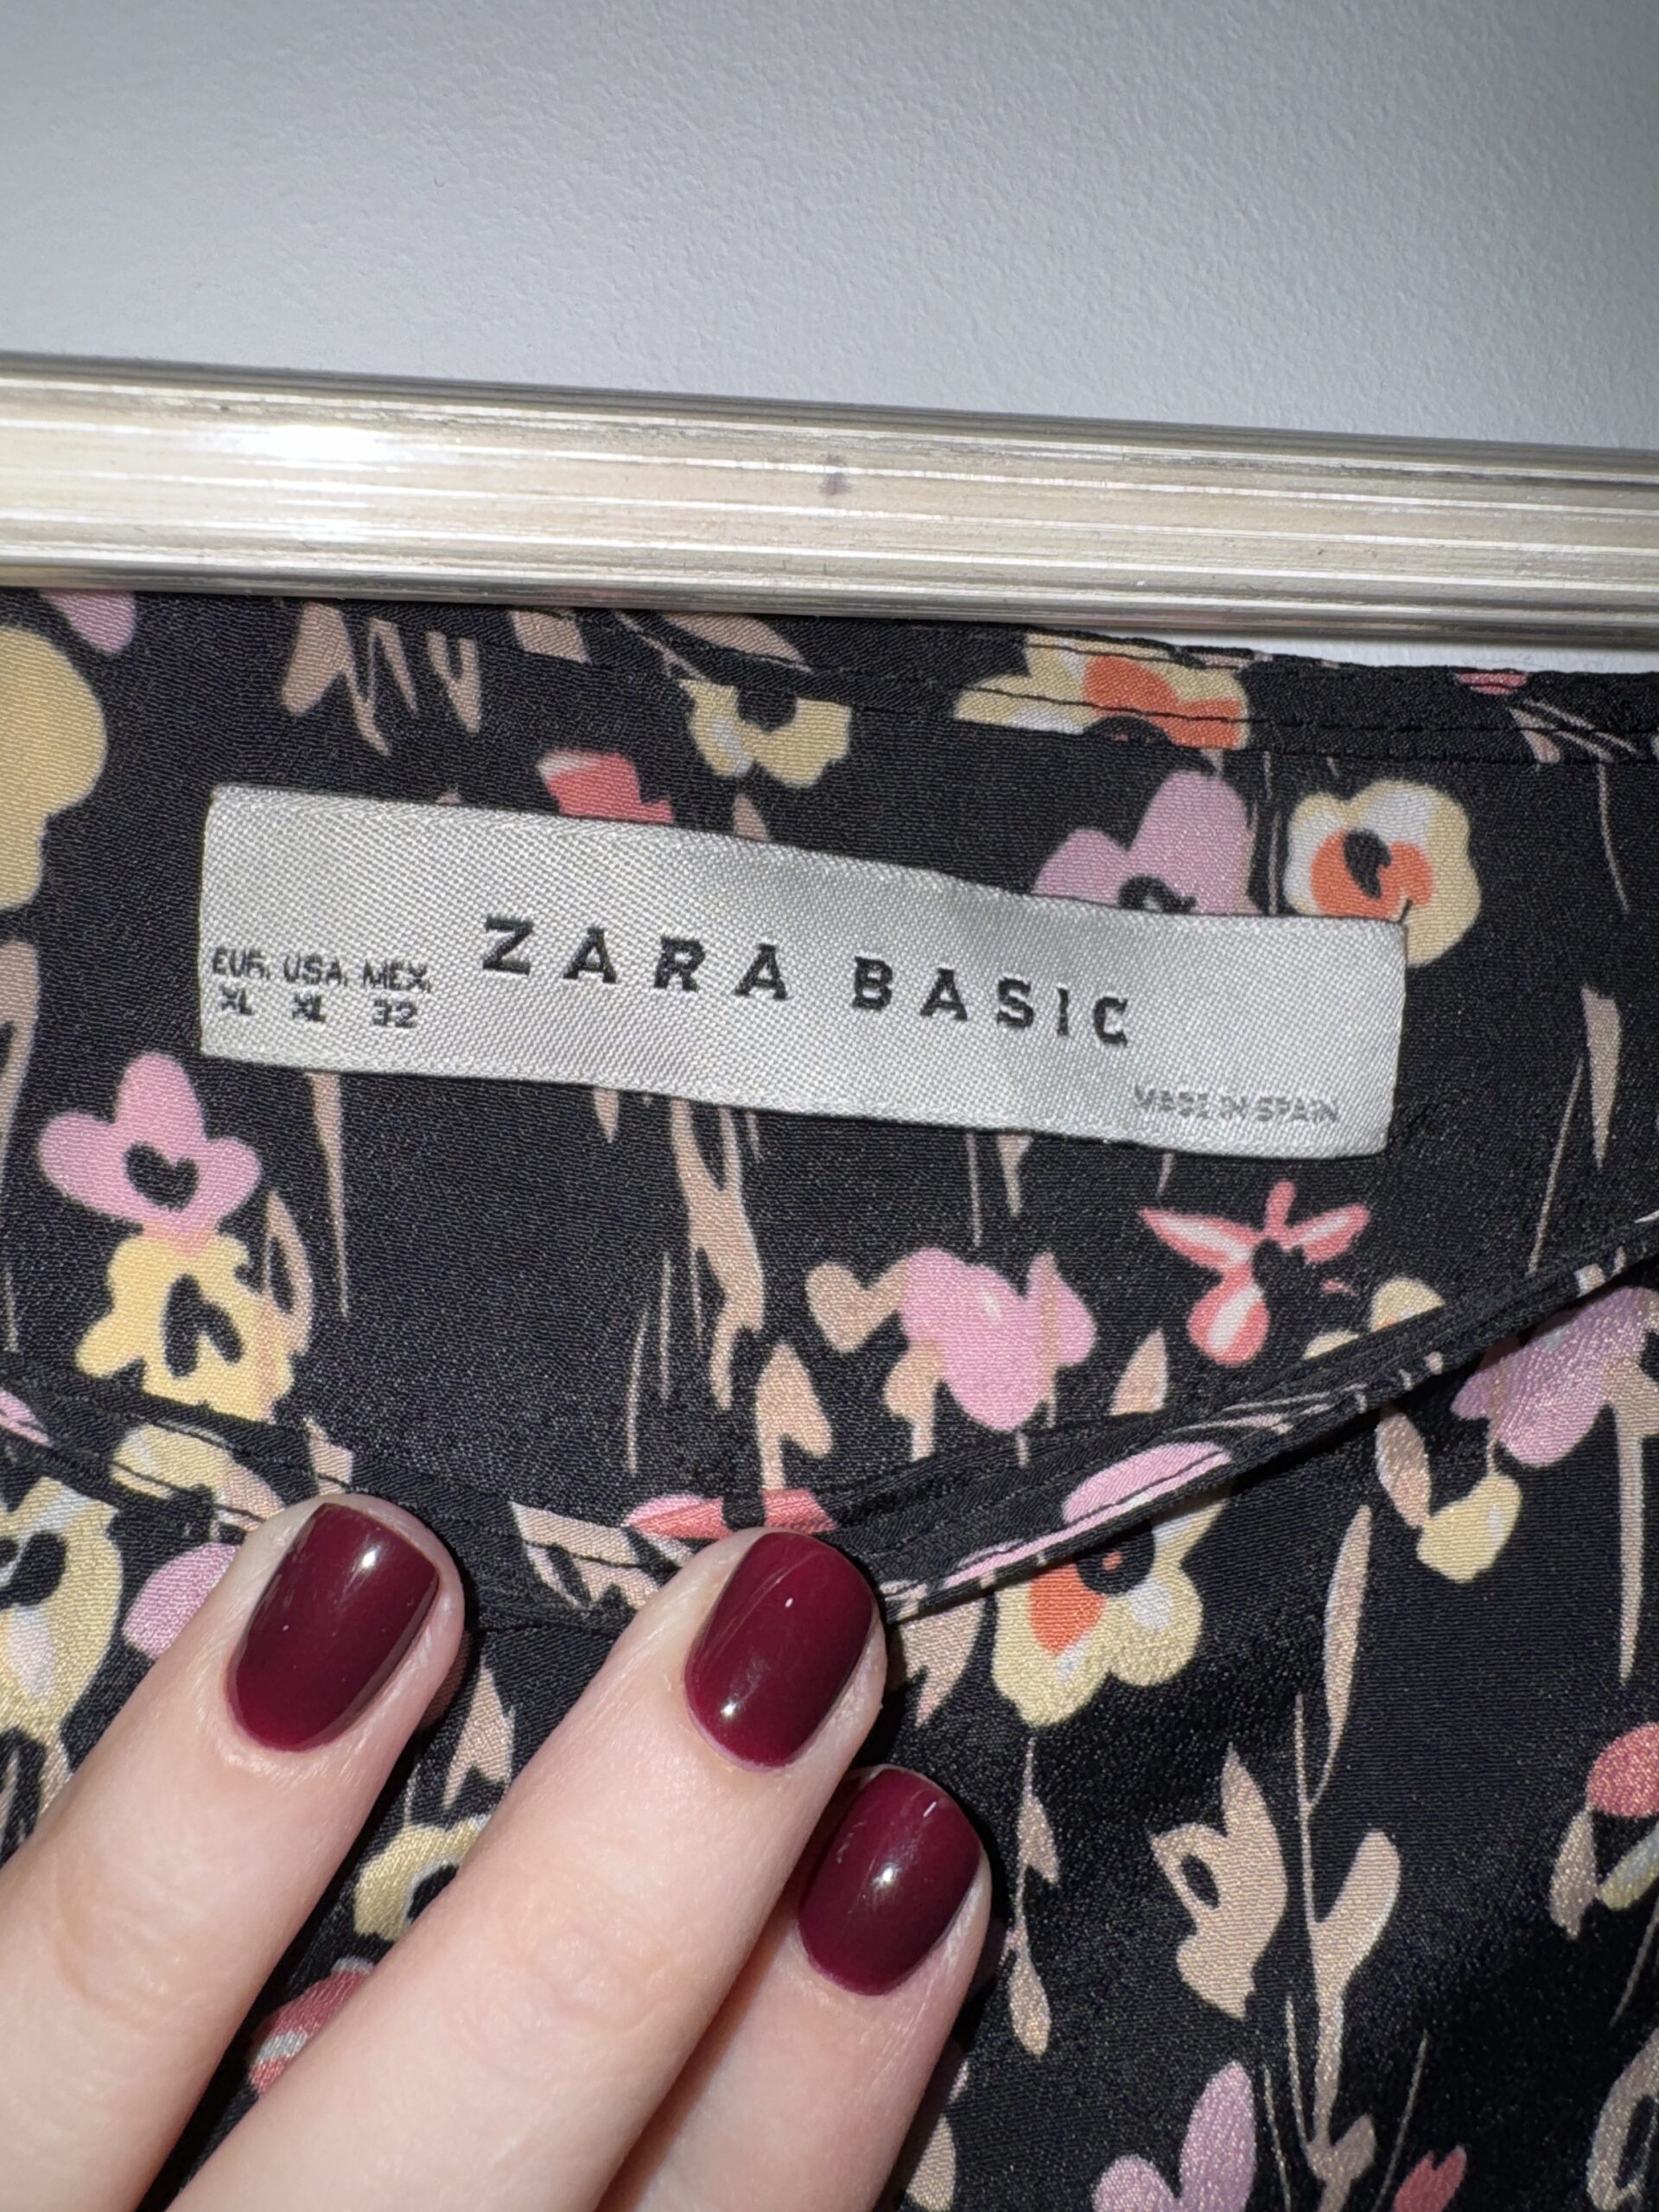 ZARA BASIC
EUR. USA. MEX.
XL XL 32
MADE IN SPAIN